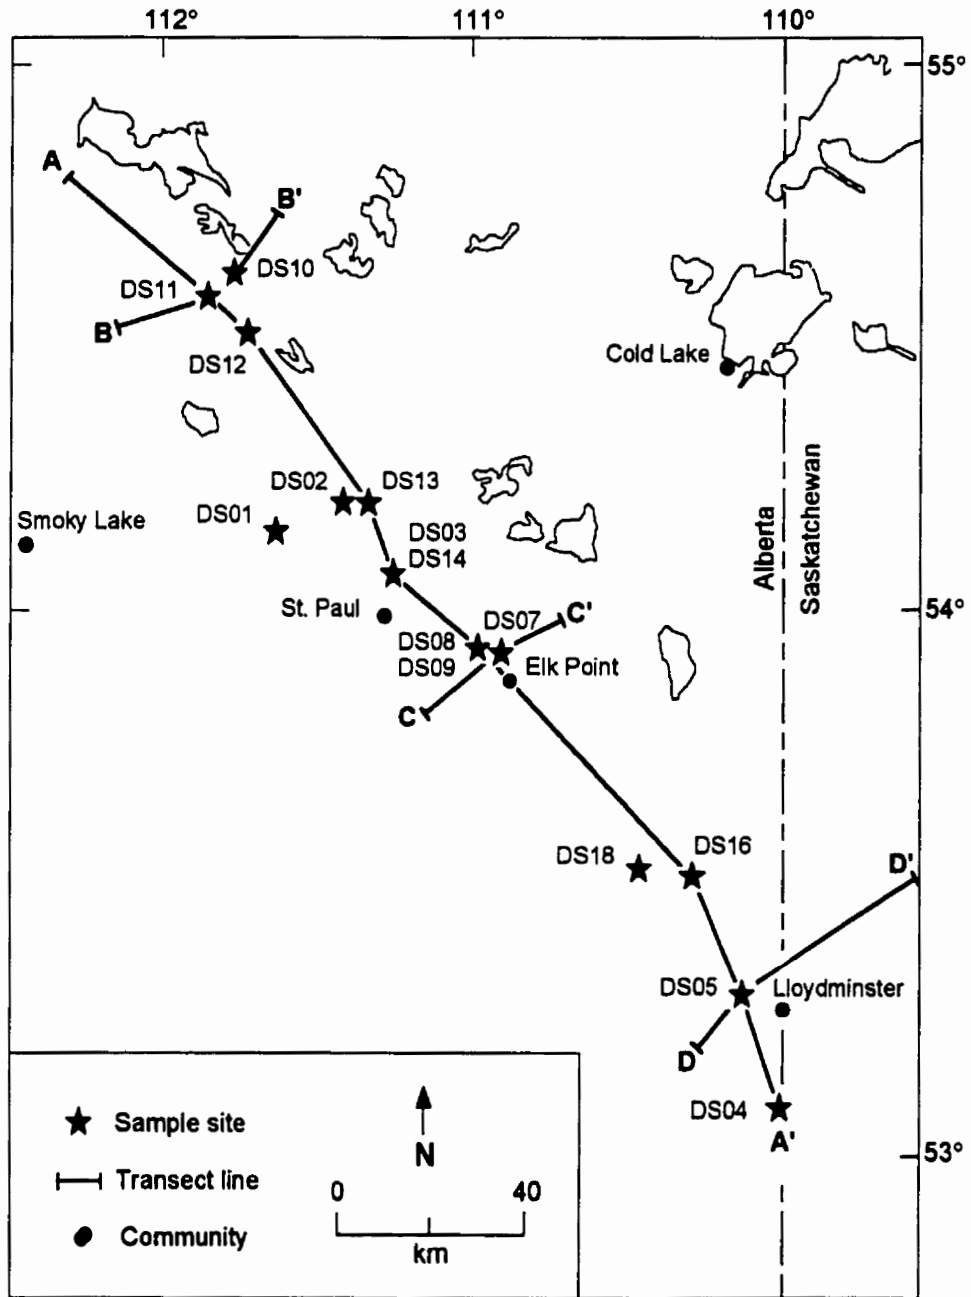 112°
111°
110°
55°
A
B'
DS10
DS11
B
DS12
Cold Lake
DS02
DS13
DS01
Smoky Lake
DS03
DS14
Alberta
Saskatchewan
54°
St. Paul
DS07
C'
DS08
DS09
Elk Point
C
DS18
DS16
D'
DS05
Lloydminster
D
DS04
A'
53°
Sample site
N
Transect line
0
40
Community
km